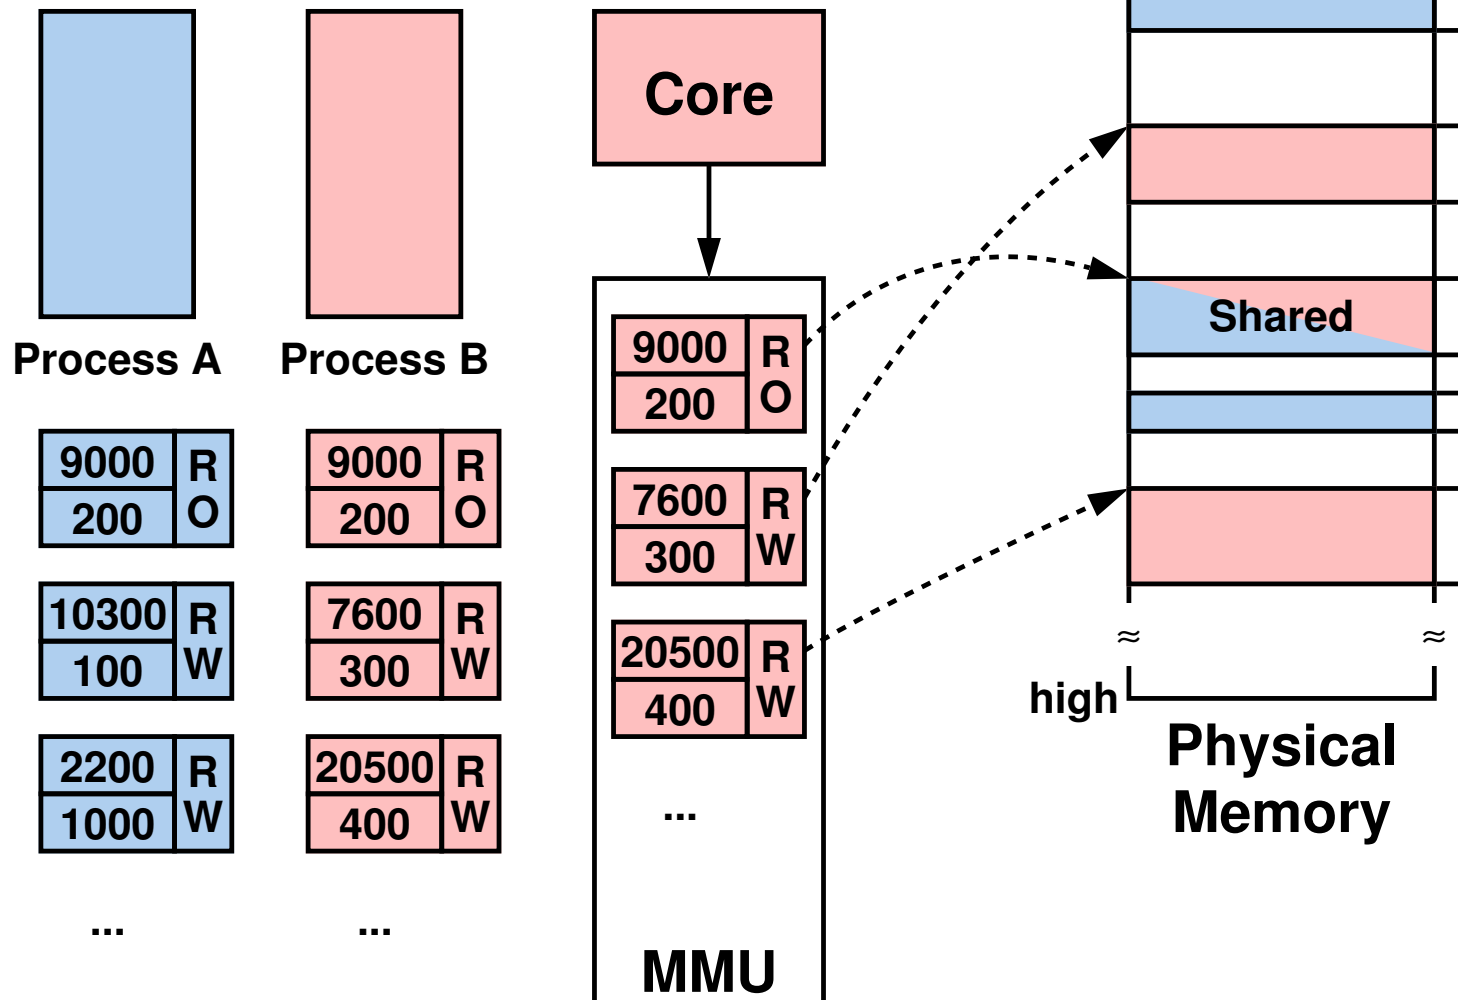 Process A
9000
200
R
O
10300
100
R
W
2200
1000
R
W
...
Process B
9000
200
R
O
7600
300
R
W
20500
400
R
W
...
Core
9000
200
R
O
7600
300
R
W
20500
400
R
W
...
MMU
Shared
≈ ≈
high
Physical
Memory